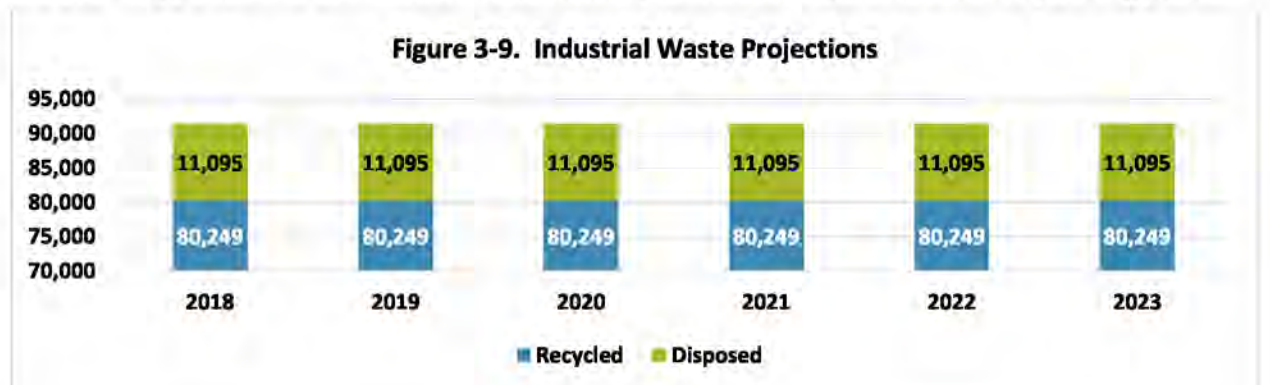 Figure 3-9. Industrial Waste Projections
95,000
90,000
85,000
80,000
75,000
70,000
11,095 11,095 11,095 11,095 11,095 11,095
80,249 80,249 80,249 80,249 80,249 80,249
2018 2019 2020 2021 2022 2023
Recycled Disposed